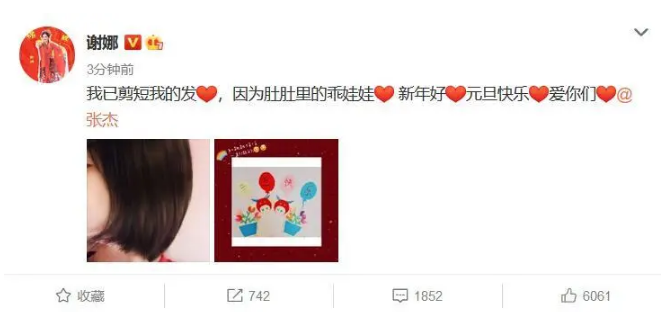 谢娜
3分钟前
我已剪短我的发❤️，因为肚肚里的乖娃娃❤️ 新年好❤️元旦快乐❤️爱你们❤️@
张杰
收藏
742
1852
6061